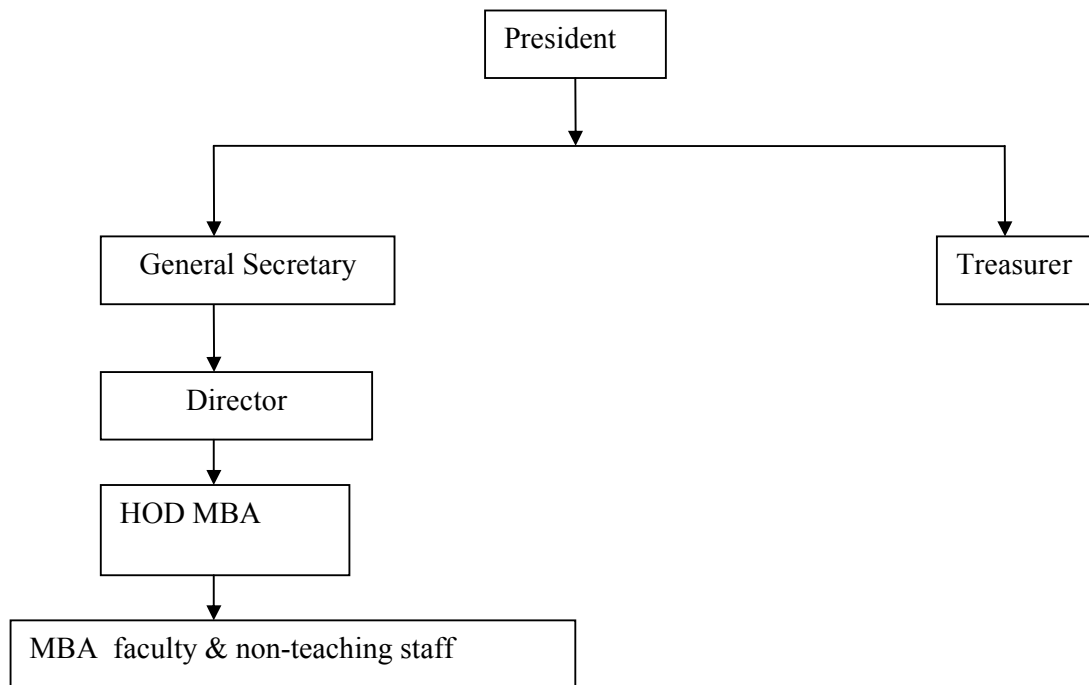 President
General Secretary
Treasurer
Director
HOD MBA
MBA  faculty & non-teaching staff